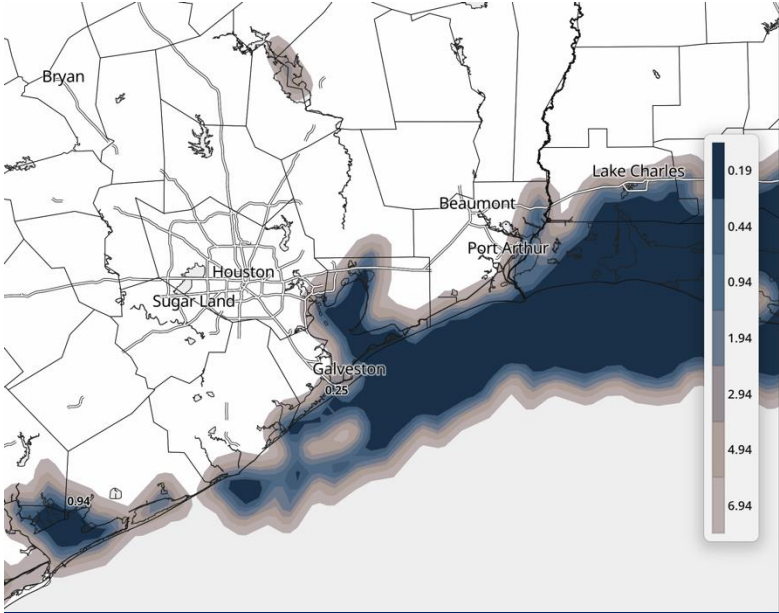 Bryan
Lake Charles
Beaumont
Port Arthur
Houston
Sugar Land
Galveston
0.25
0.94
0.19
0.44
0.94
1.94
2.94
4.94
6.94